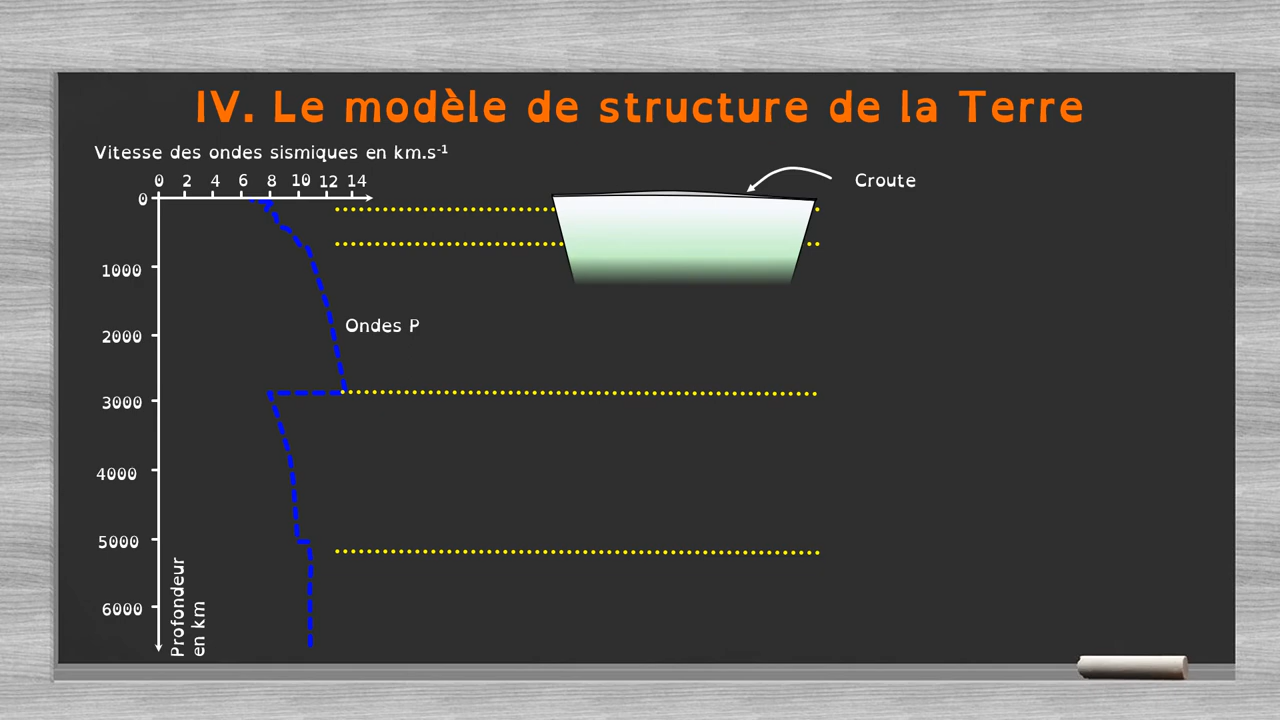 IV. Le modèle de structure de la Terre
Vitesse des ondes sismiques en km.s⁻¹
0 2 4 6 8 10 12 14
0
Croute
1000
Ondes P
2000
3000
4000
5000
6000
Profondeur
en km